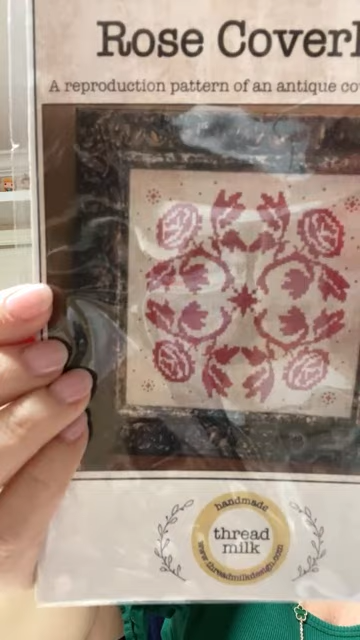 Rose Coverl
A reproduction pattern of an antique co
handmade
thread
milk
www.threadmilkdesign.com